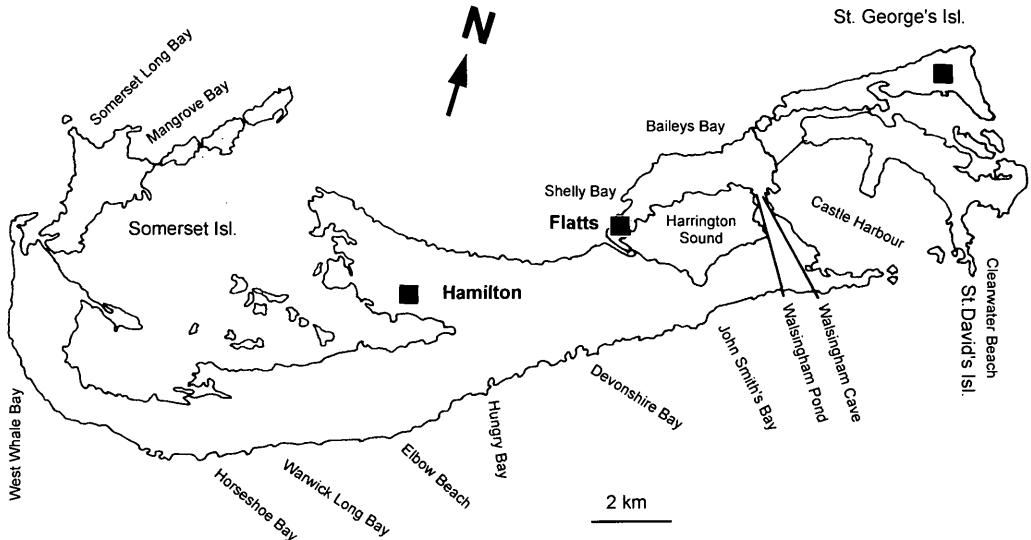 N
St. George's Isl.
Somerset Long Bay
Mangrove Bay
Baileys Bay
Shelly Bay
Flatts
Harrington
Sound
Castle Harbour
Somerset Isl.
Hamilton
Clearwater Beach
St.David's Isl.
Walsingham Cave
Walsingham Pond
John Smith's Bay
Devonshire Bay
Hungry Bay
Elbow Beach
Warwick Long Bay
Horseshoe Bay
West Whale Bay
2 km